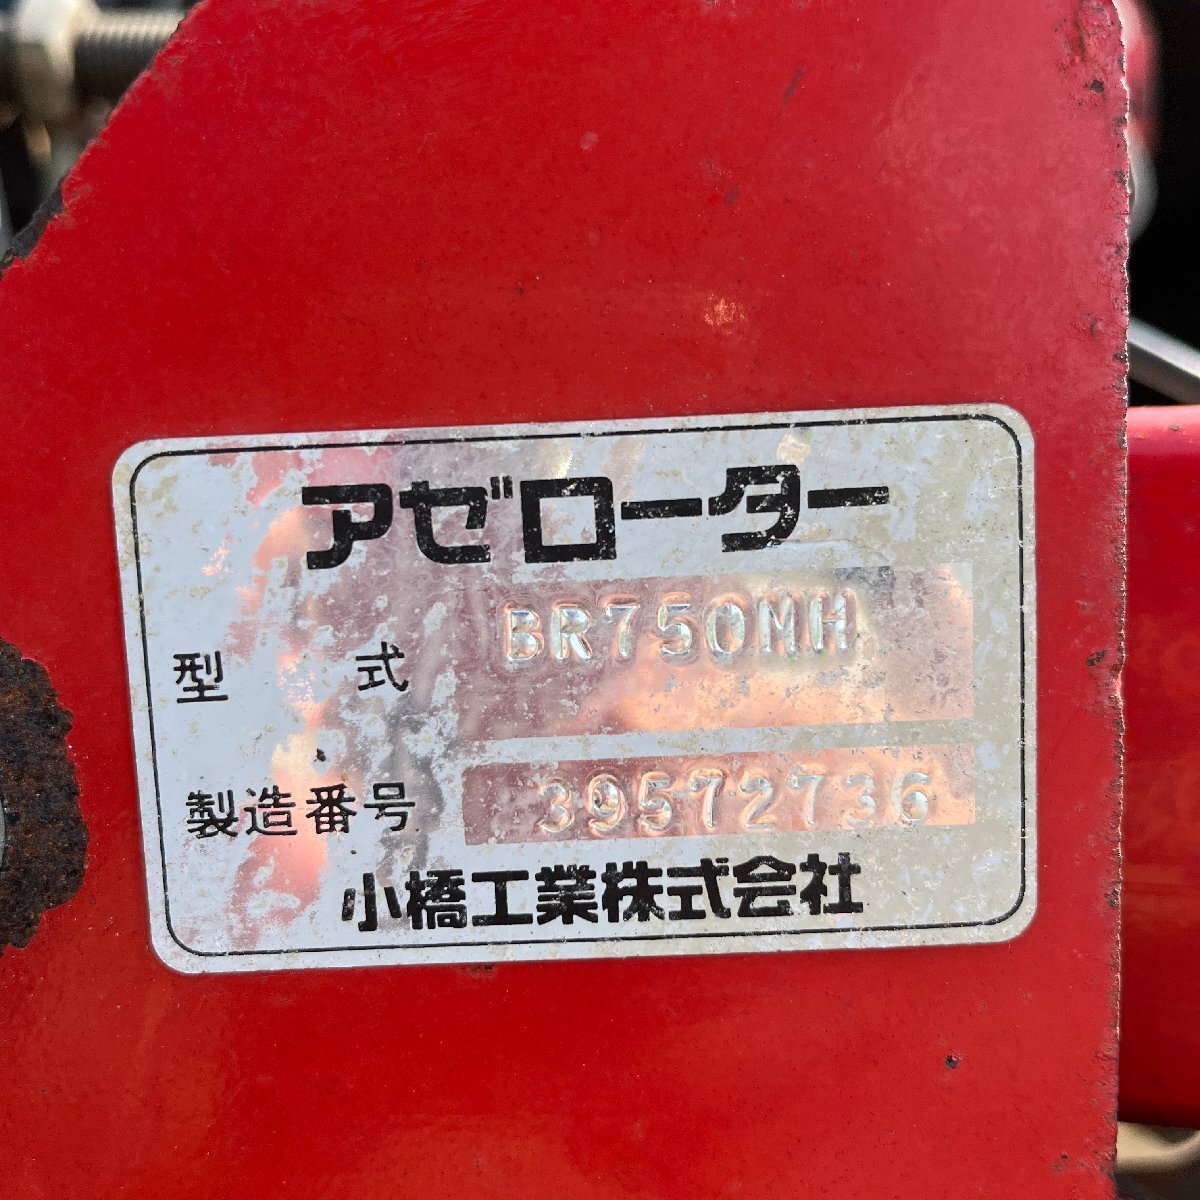 アゼローター
型式 BR750MH
製造番号 39572736
小橋工業株式会社